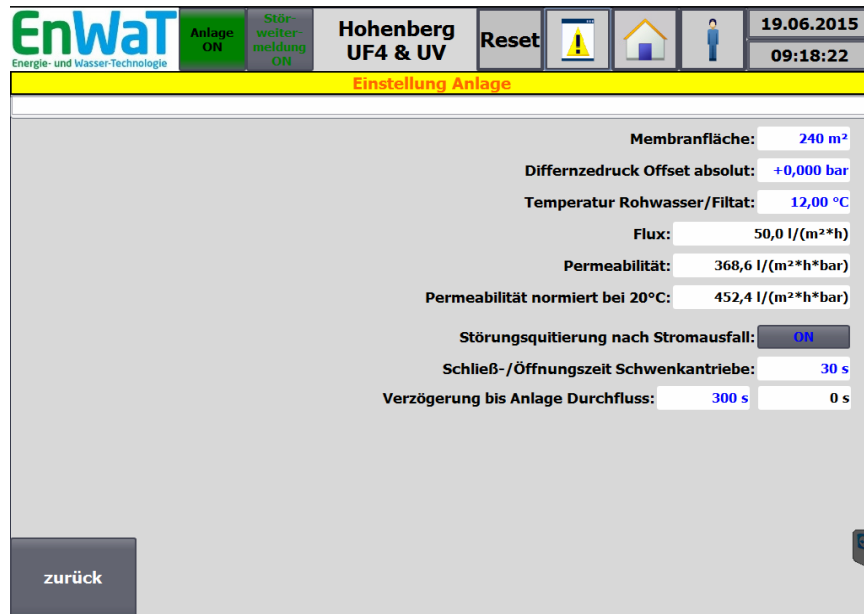 EnWaT
Energie- und Wasser-Technologie
Anlage
ON
Stör-
weiter-
meldung
ON
Hohenberg
UF4 & UV
Reset
19.06.2015
09:18:22
Einstellung Anlage
Membranfläche: 240 m²
Differnzedruck Offset absolut: +0,000 bar
Temperatur Rohwasser/Filtat: 12,00 °C
Flux: 50,0 l/(m²*h)
Permeabilität: 368,6 l/(m²*h*bar)
Permeabilität normiert bei 20°C: 452,4 l/(m²*h*bar)
Störungsquitierung nach Stromausfall: ON
Schließ-/Öffnungszeit Schwenkantriebe: 30 s
Verzögerung bis Anlage Durchfluss: 300 s 0 s
zurück